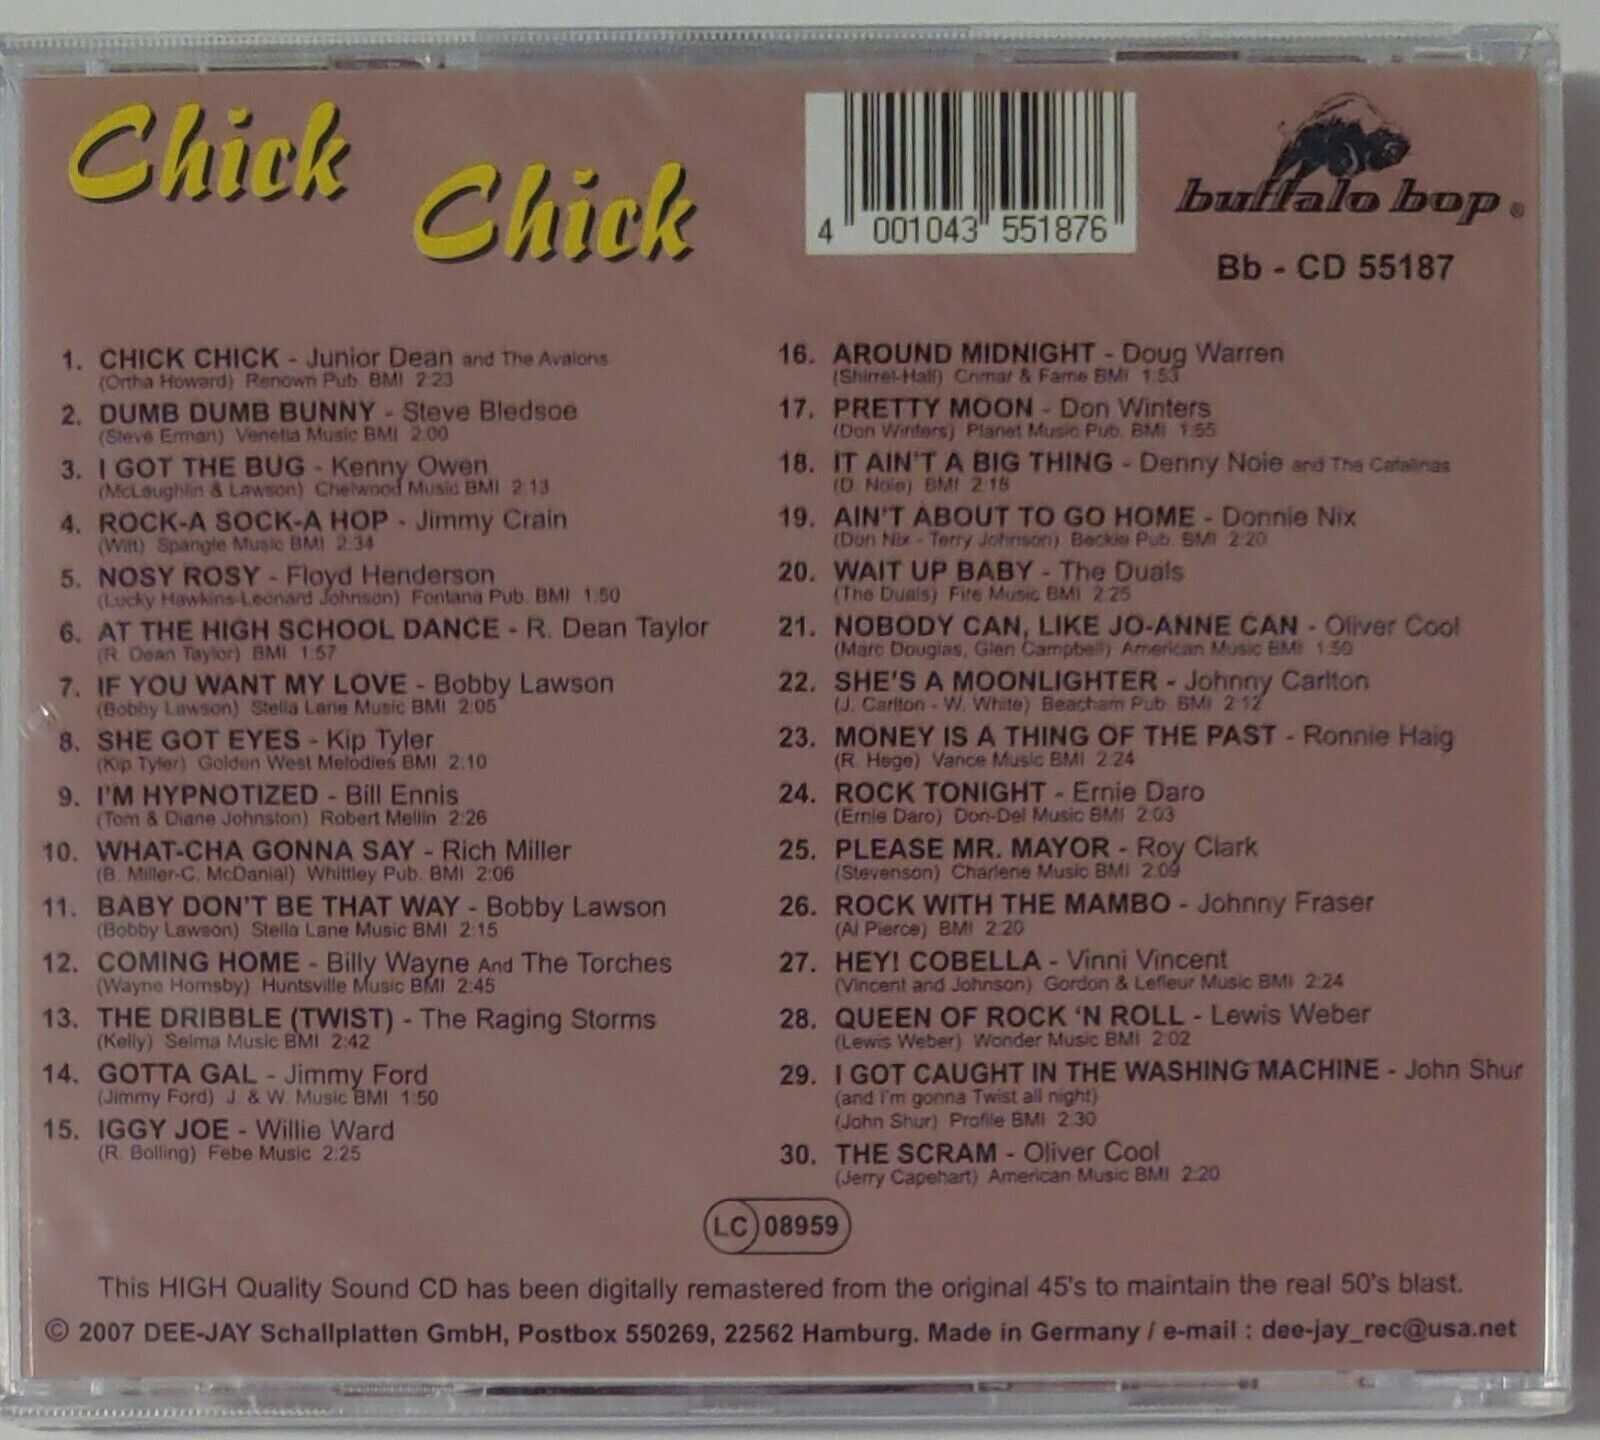 Chick
Chick
4 001043 551876
buffalo bop ®
Bb - CD 55187
1. CHICK CHICK - Junior Dean and The Avalons
(Ortha Howard) Renown Pub. BMI 2:23
2. DUMB DUMB BUNNY - Steve Bledsoe
(Steve Erman) Venetia Music BMI 2:00
3. I GOT THE BUG - Kenny Owen
(McLaughlin & Lawson) Chelwood Music BMI 2:13
4. ROCK-A SOCK-A HOP - Jimmy Crain
(Wilt) Spangle Music BMI 2:34
5. NOSY ROSY - Floyd Henderson
(Lucky Hawkins-Leonard Johnson) Fontana Pub. BMI 1:50
6. AT THE HIGH SCHOOL DANCE - R. Dean Taylor
(R. Dean Taylor) BMI 1:57
7. IF YOU WANT MY LOVE - Bobby Lawson
(Bobby Lawson) Stella Lane Music BMI 2:05
8. SHE GOT EYES - Kip Tyler
(Kip Tyler) Golden West Melodies BMI 2:10
9. I'M HYPNOTIZED - Bill Ennis
(Tom & Diane Johnston) Robert Mellin 2:26
10. WHAT-CHA GONNA SAY - Rich Miller
(B. Miller-C. McDanial) Whittley Pub. BMI 2:06
11. BABY DON'T BE THAT WAY - Bobby Lawson
(Bobby Lawson) Stella Lane Music BMI 2:15
12. COMING HOME - Billy Wayne And The Torches
(Wayne Hornsby) Huntsville Music BMI 2:45
13. THE DRIBBLE (TWIST) - The Raging Storms
(Kelly) Selma Music BMI 2:42
14. GOTTA GAL - Jimmy Ford
(Jimmy Ford) J. & W. Music BMI 1:50
15. IGGY JOE - Willie Ward
(R. Bolling) Febe Music 2:25
16. AROUND MIDNIGHT - Doug Warren
(Shirrel-Hall) Crimar & Fame BMI 1:53
17. PRETTY MOON - Don Winters
(Don Winters) Planet Music Pub. BMI 1:55
18. IT AIN'T A BIG THING - Denny Noie and The Catalinas
(D. Noie) BMI 2:18
19. AIN'T ABOUT TO GO HOME - Donnie Nix
(Don Nix - Terry Johnson) Beckie Pub. BMI 2:20
20. WAIT UP BABY - The Duals
(The Duals) Fire Music BMI 2:25
21. NOBODY CAN, LIKE JO-ANNE CAN - Oliver Cool
(Marc Douglas, Glen Campbell) American Music BMI 1:50
22. SHE'S A MOONLIGHTER - Johnny Carlton
(J. Carlton - W. White) Beacham Pub. BMI 2:12
23. MONEY IS A THING OF THE PAST - Ronnie Haig
(R. Hege) Vance Music BMI 2:24
24. ROCK TONIGHT - Ernie Daro
(Ernie Daro) Don-Del Music BMI 2:03
25. PLEASE MR. MAYOR - Roy Clark
(Stevenson) Charlene Music BMI 2:09
26. ROCK WITH THE MAMBO - Johnny Fraser
(Al Pierce) BMI 2:20
27. HEY! COBELLA - Vinni Vincent
(Vincent and Johnson) Gordon & Lefleur Music BMI 2:24
28. QUEEN OF ROCK 'N ROLL - Lewis Weber
(Lewis Weber) Wonder Music BMI 2:02
29. I GOT CAUGHT IN THE WASHING MACHINE - John Shur
(and I'm gonna Twist all night)
(John Shur) Profile BMI 2:30
30. THE SCRAM - Oliver Cool
(Jerry Capehart) American Music BMI 2:20
LC 08959
This HIGH Quality Sound CD has been digitally remastered from the original 45's to maintain the real 50's blast.
© 2007 DEE-JAY Schallplatten GmbH, Postbox 550269, 22562 Hamburg. Made in Germany / e-mail : dee-jay_rec@usa.net